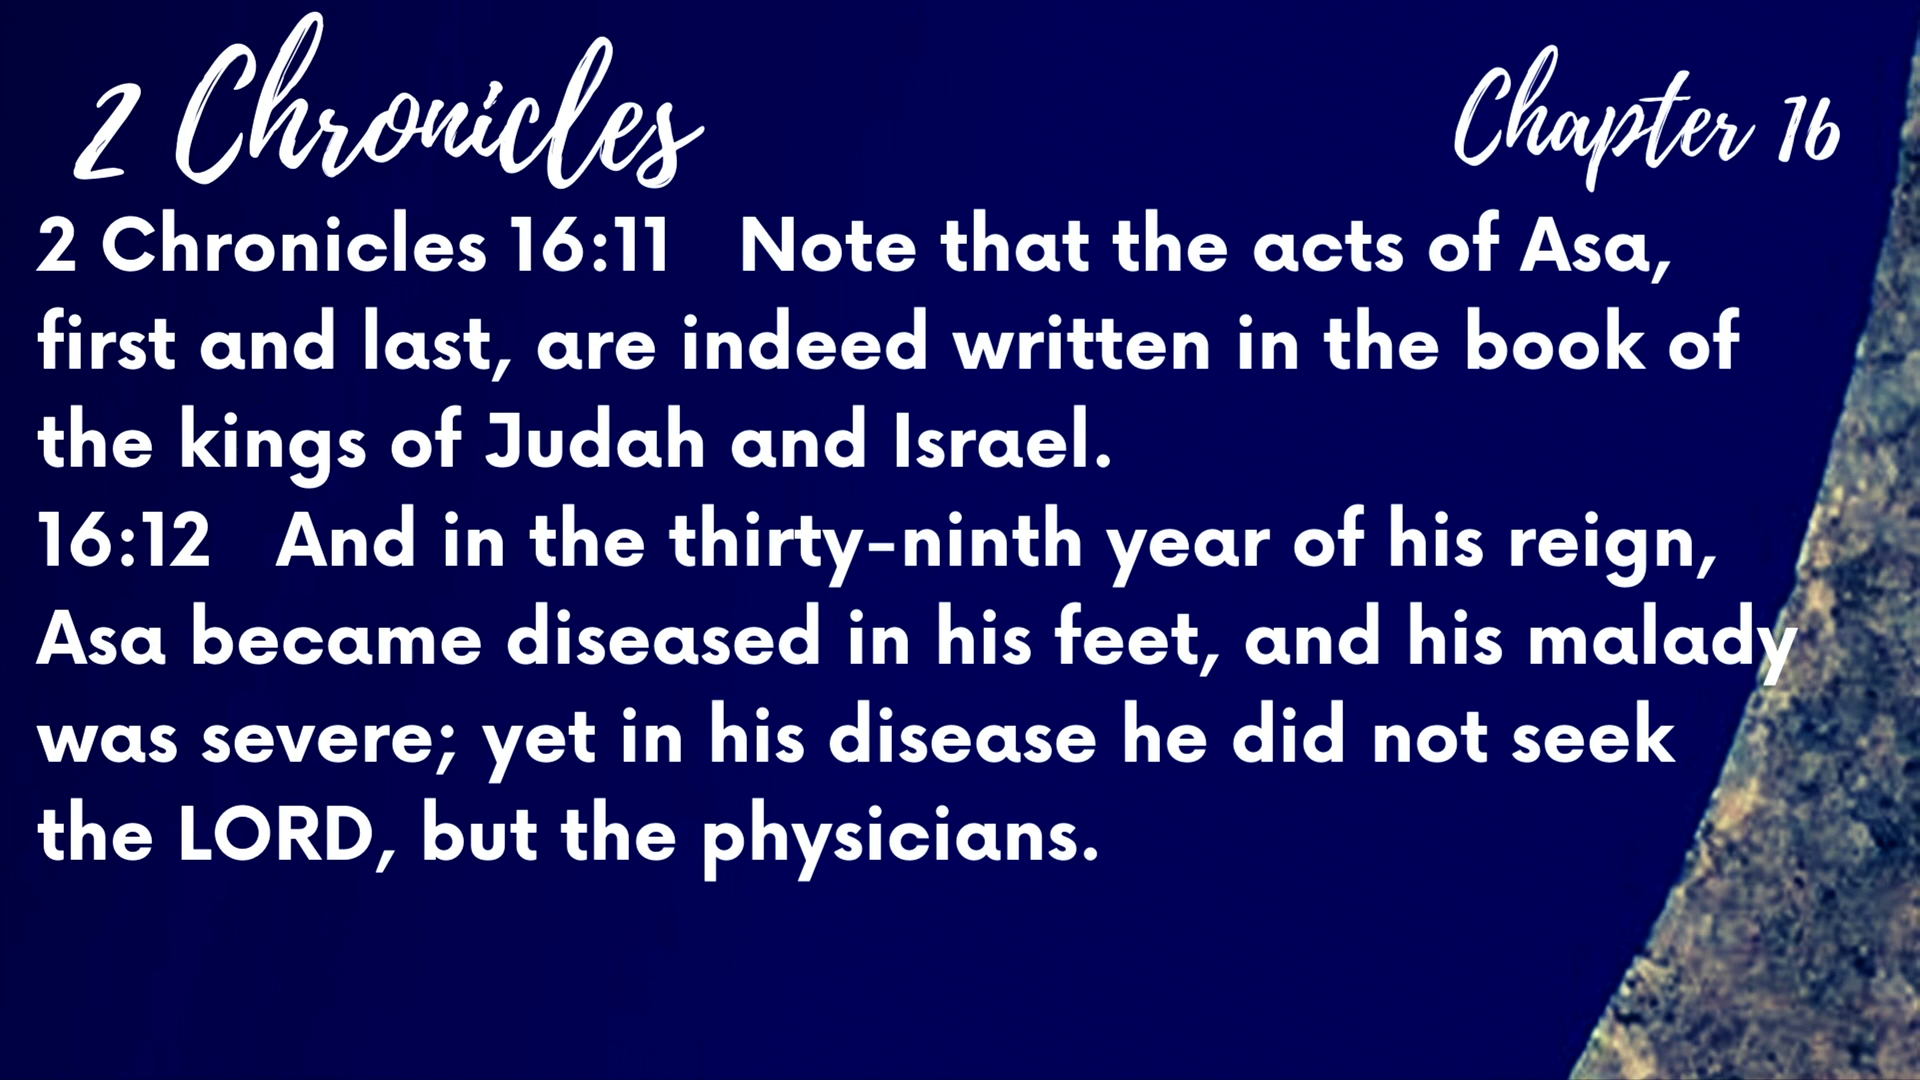 2 Chronicles
Chapter 16
2 Chronicles 16:11 Note that the acts of Asa,
first and last, are indeed written in the book of
the kings of Judah and Israel.
16:12 And in the thirty-ninth year of his reign,
Asa became diseased in his feet, and his malady
was severe; yet in his disease he did not seek
the LORD, but the physicians.